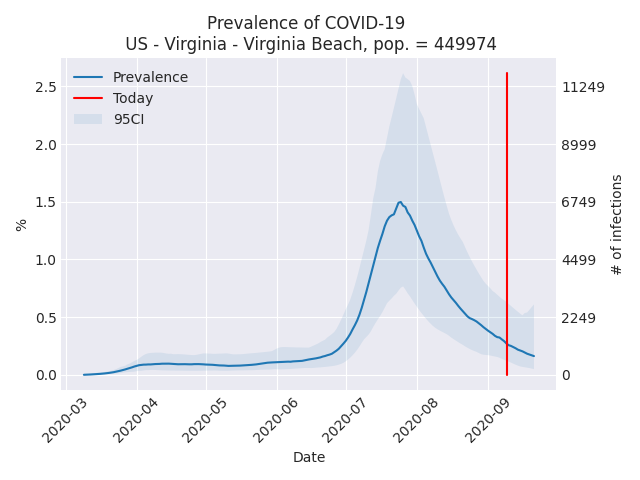 Prevalence of COVID-19
US - Virginia - Virginia Beach, pop. = 449974
Prevalence
Today
95CI
2.5
2.0
1.5
1.0
0.5
0.0
%
11249
8999
6749
4499
2249
0
# of infections
2020-03
2020-04
2020-05
2020-06
2020-07
2020-08
2020-09
Date